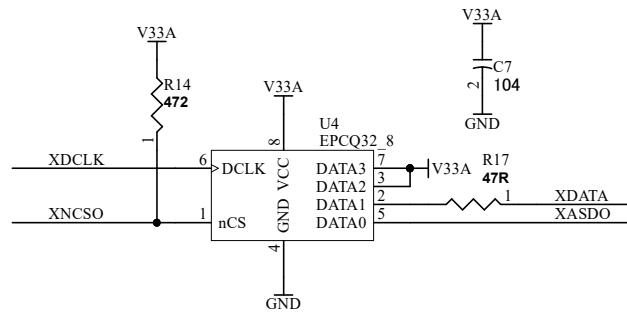 V33A
V33A
R14
472
1
V33A
C7
104
2
GND
U4
EPCQ32_8
8
XDCLK
6
DCLK
VCC
DATA3
7
V33A
DATA2
3
R17
47R
DATA1
2
1
XDATA
XNCSO
1
nCS
GND
DATA0
5
XASDO
4
GND